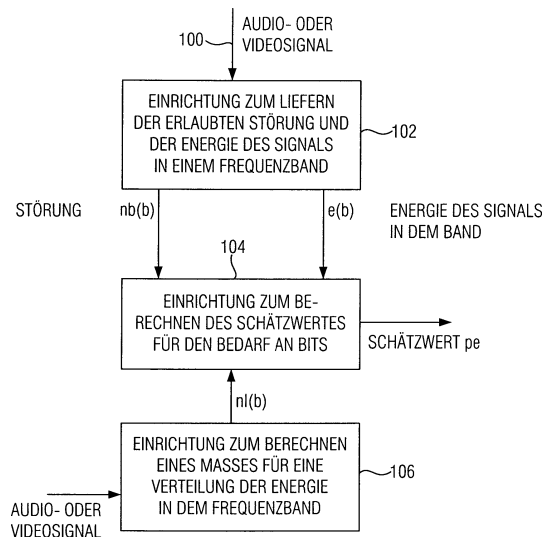 AUDIO- ODER
VIDEOSIGNAL
100
EINRICHTUNG ZUM LIEFERN
DER ERLAUBTEN STÖRUNG UND
DER ENERGIE DES SIGNALS
IN EINEM FREQUENZBAND
102
STÖRUNG
nb(b)
e(b)
ENERGIE DES SIGNALS
IN DEM BAND
104
EINRICHTUNG ZUM BE-
RECHNEN DES SCHÄTZWERTES
FÜR DEN BEDARF AN BITS
SCHÄTZWERT pe
nl(b)
EINRICHTUNG ZUM BERECHNEN
EINES MASSES FÜR EINE
VERTEILUNG DER ENERGIE
IN DEM FREQUENZBAND
106
AUDIO- ODER
VIDEOSIGNAL